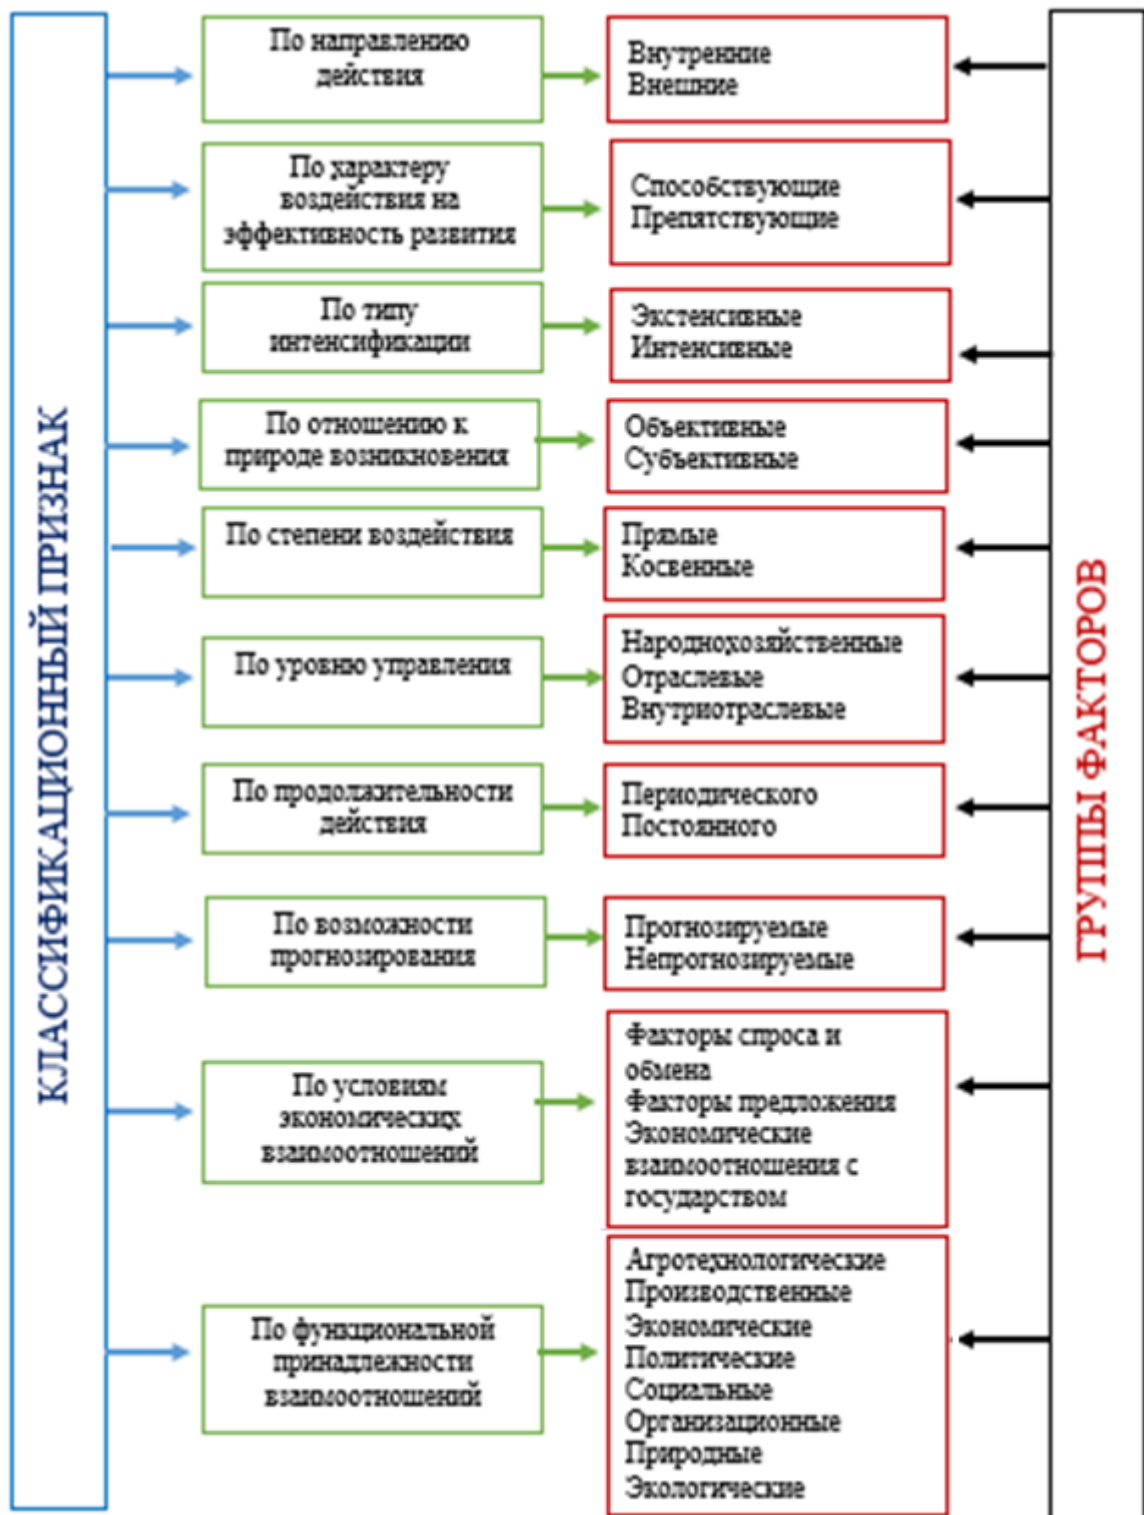 КЛАССИФИКАЦИОННЫЙ ПРИЗНАК
По направлению
действия
Внутренние
Внешние
По характеру
воздействия на
эффективность развития
Способствующие
Препятствующие
По типу
интенсификации
Экстенсивные
Интенсивные
По отношению к
природе возникновения
Объективные
Субъективные
По степени воздействия
Прямые
Косвенные
По уровню управления
Народнохозяйственные
Отраслевые
Внутриотраслевые
По продолжительности
действия
Периодического
Постоянного
По возможности
прогнозирования
Прогнозируемые
Непрогнозируемые
По условиям
экономических
взаимоотношений
Факторы спроса и
обмена
Факторы предложения
Экономические
взаимоотношения с
государством
По функциональной
принадлежности
взаимоотношений
Агротехнологические
Производственные
Экономические
Политические
Социальные
Организационные
Природные
Экологические
ГРУППЫ ФАКТОРОВ